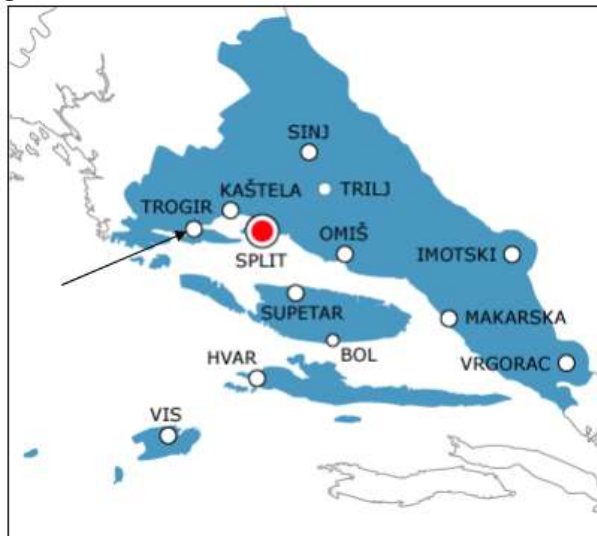 SINJ
TRILJ
KAŠTELA
TROGIR
SPLIT
OMIŠ
IMOTSKI
SUPETAR
MAKARSKA
BOL
HVAR
VRGORAC
VIS